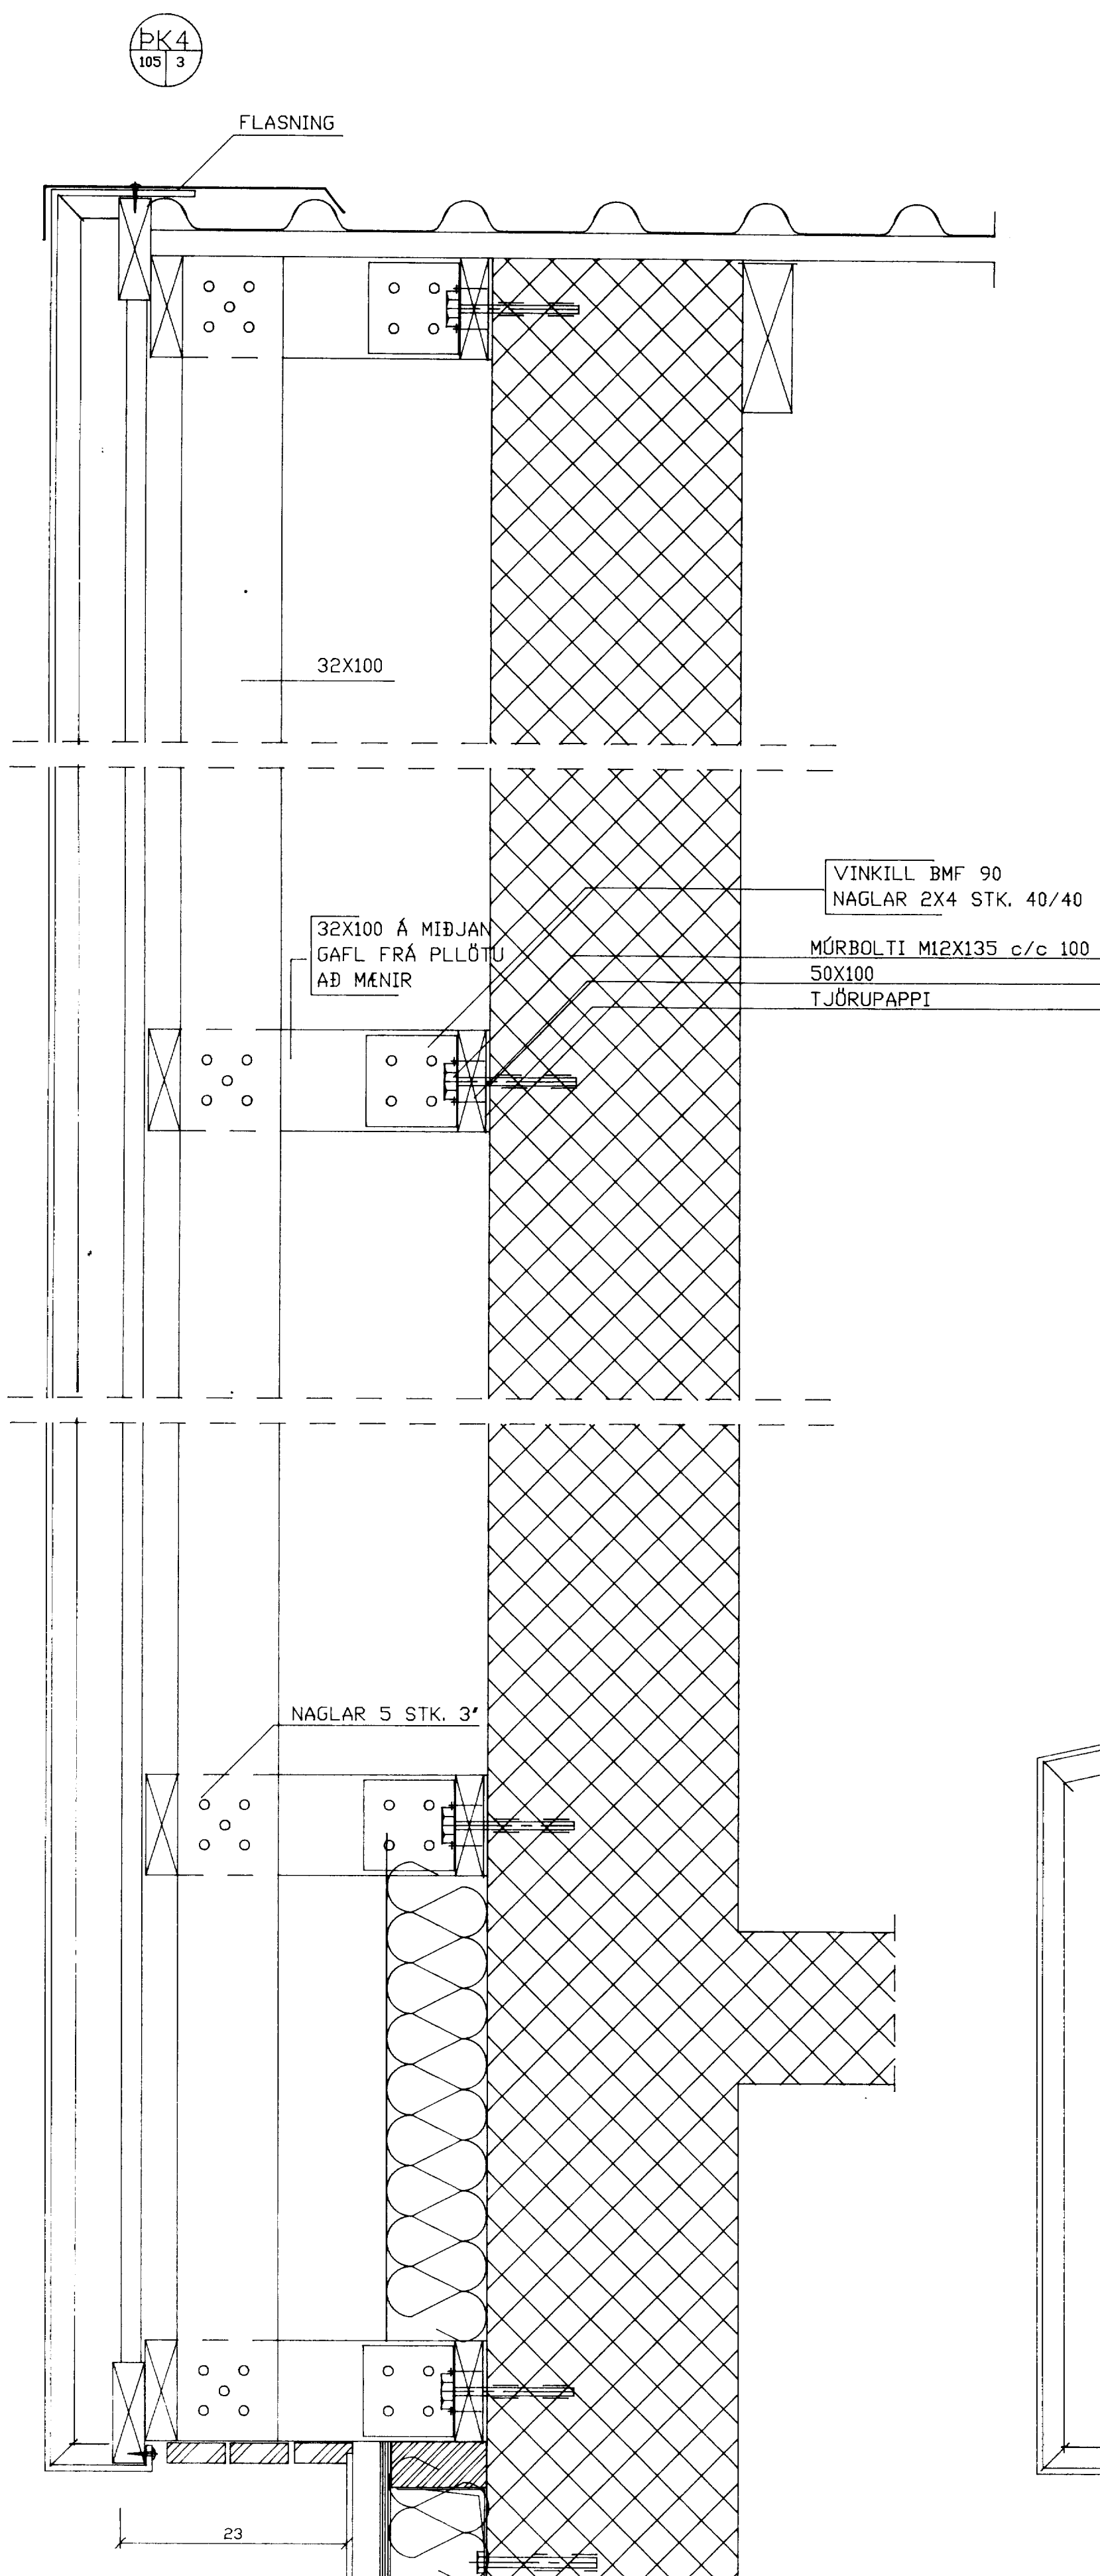 ÞK4
105 3
FLASNING
32X100
VINKILL BMF 90
NAGLAR 2X4 STK. 40/40
32X100 Á MIÐJAN
GAFL FRÁ PLLÖTU
AÐ MÆNIR
MÚRBOLTI M12X135 c/c 100
50X100
TJÖRUPAPPI
NAGLAR 5 STK. 3"
23